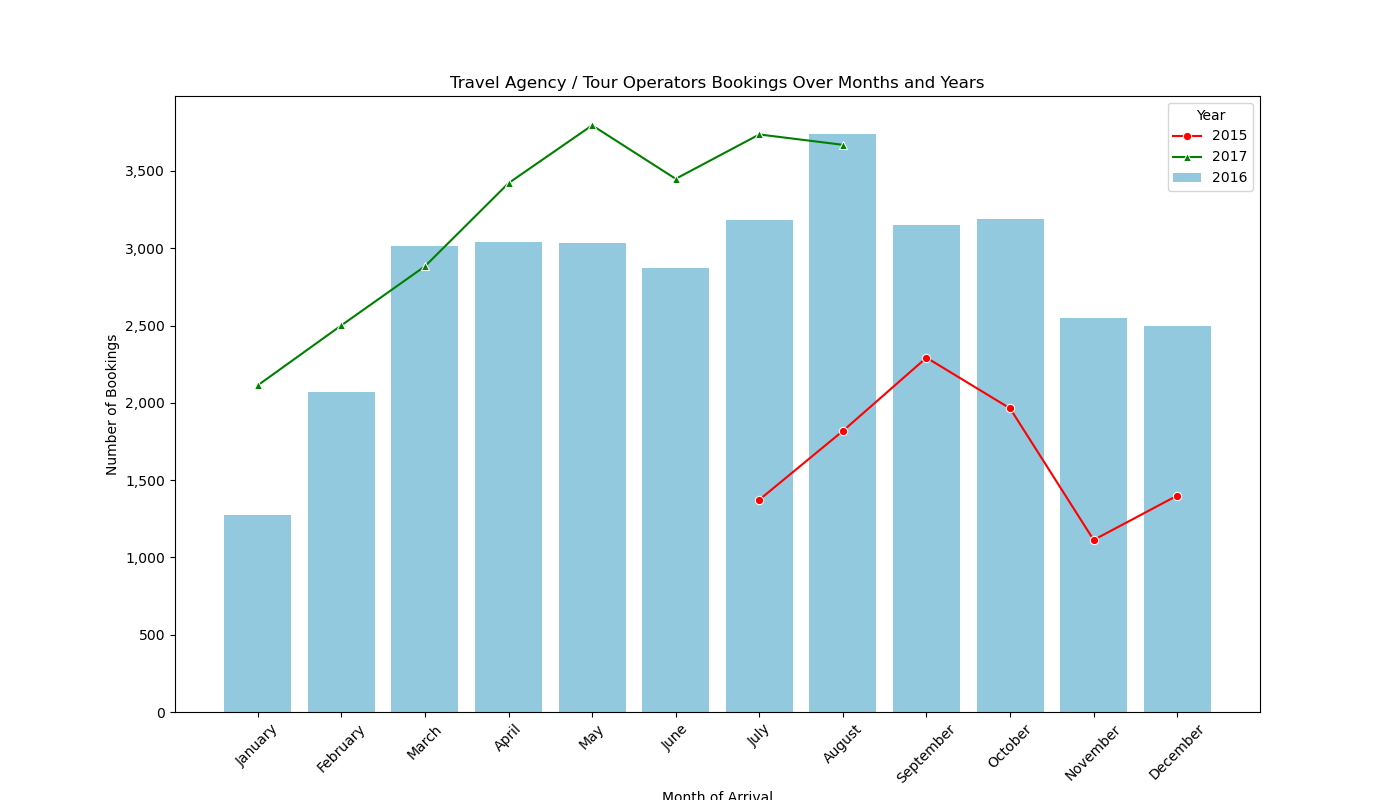 Travel Agency / Tour Operators Bookings Over Months and Years
Year
2015
2017
2016
Number of Bookings
3,500
3,000
2,500
2,000
1,500
1,000
500
0
January
February
March
April
May
June
July
August
September
October
November
December
Month of Arrival